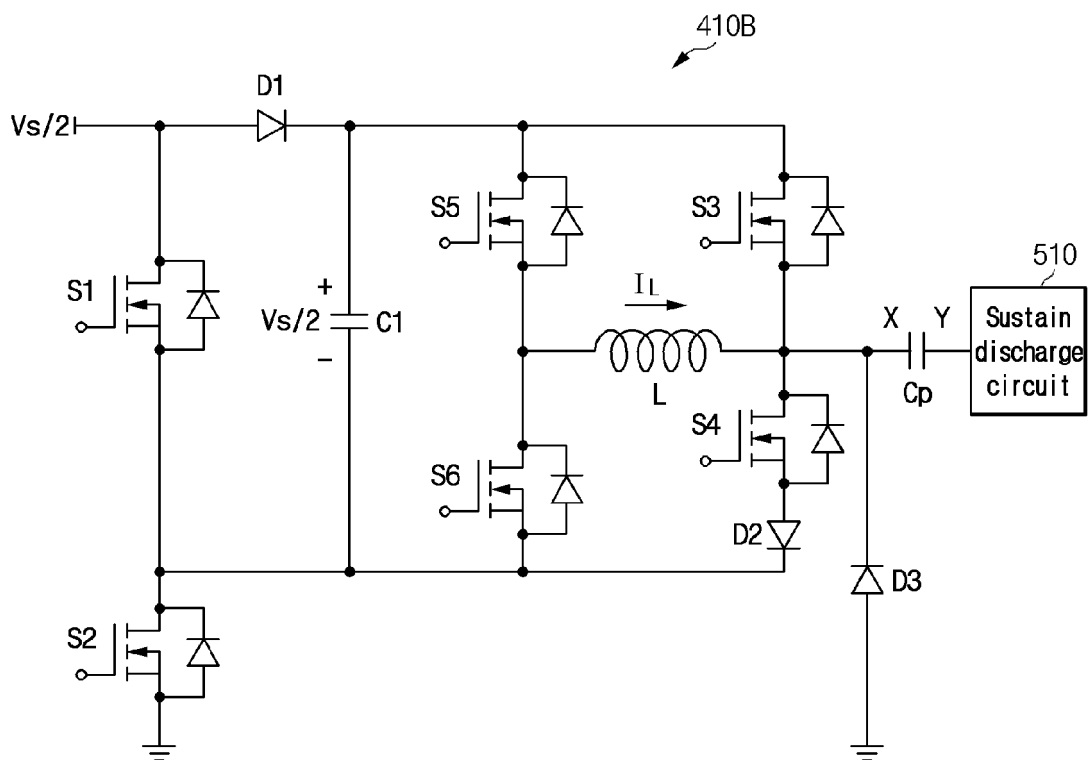 410B
D1
Vs/2
S5
S3
510
S1
+
Vs/2
−
C1
IL
X
Y
Sustain
discharge
circuit
L
Cp
S4
S6
D2
D3
S2